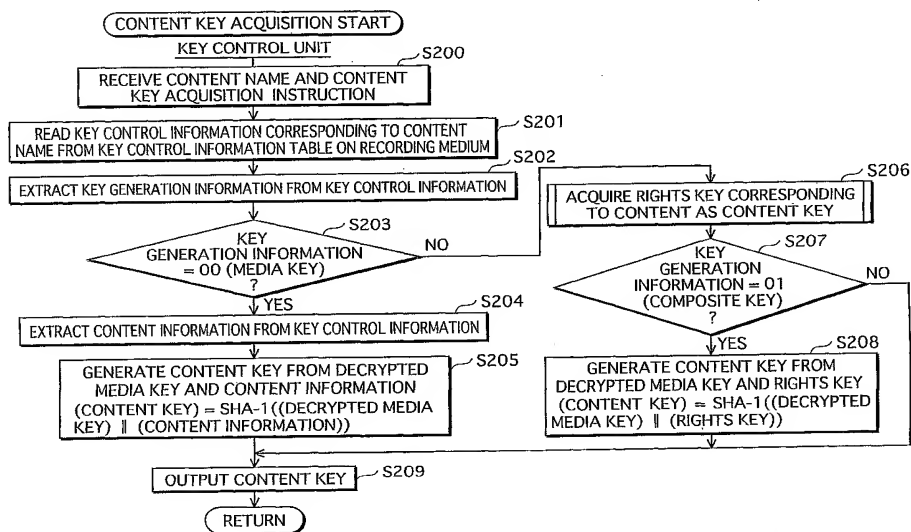 CONTENT KEY ACQUISITION START
KEY CONTROL UNIT
S200
RECEIVE CONTENT NAME AND CONTENT
KEY ACQUISITION INSTRUCTION
S201
READ KEY CONTROL INFORMATION CORRESPONDING TO CONTENT
NAME FROM KEY CONTROL INFORMATION TABLE ON RECORDING MEDIUM
S202
EXTRACT KEY GENERATION INFORMATION FROM KEY CONTROL INFORMATION
S203
KEY
GENERATION INFORMATION
= 00 (MEDIA KEY)
?
NO
YES
S204
EXTRACT CONTENT INFORMATION FROM KEY CONTROL INFORMATION
S205
GENERATE CONTENT KEY FROM DECRYPTED
MEDIA KEY AND CONTENT INFORMATION
(CONTENT KEY) = SHA-1((DECRYPTED MEDIA
KEY) || (CONTENT INFORMATION))
S206
ACQUIRE RIGHTS KEY CORRESPONDING
TO CONTENT AS CONTENT KEY
S207
KEY
GENERATION
INFORMATION = 01
(COMPOSITE KEY)
?
NO
YES
S208
GENERATE CONTENT KEY FROM
DECRYPTED MEDIA KEY AND RIGHTS KEY
(CONTENT KEY) = SHA-1((DECRYPTED
MEDIA KEY) || (RIGHTS KEY))
S209
OUTPUT CONTENT KEY
RETURN